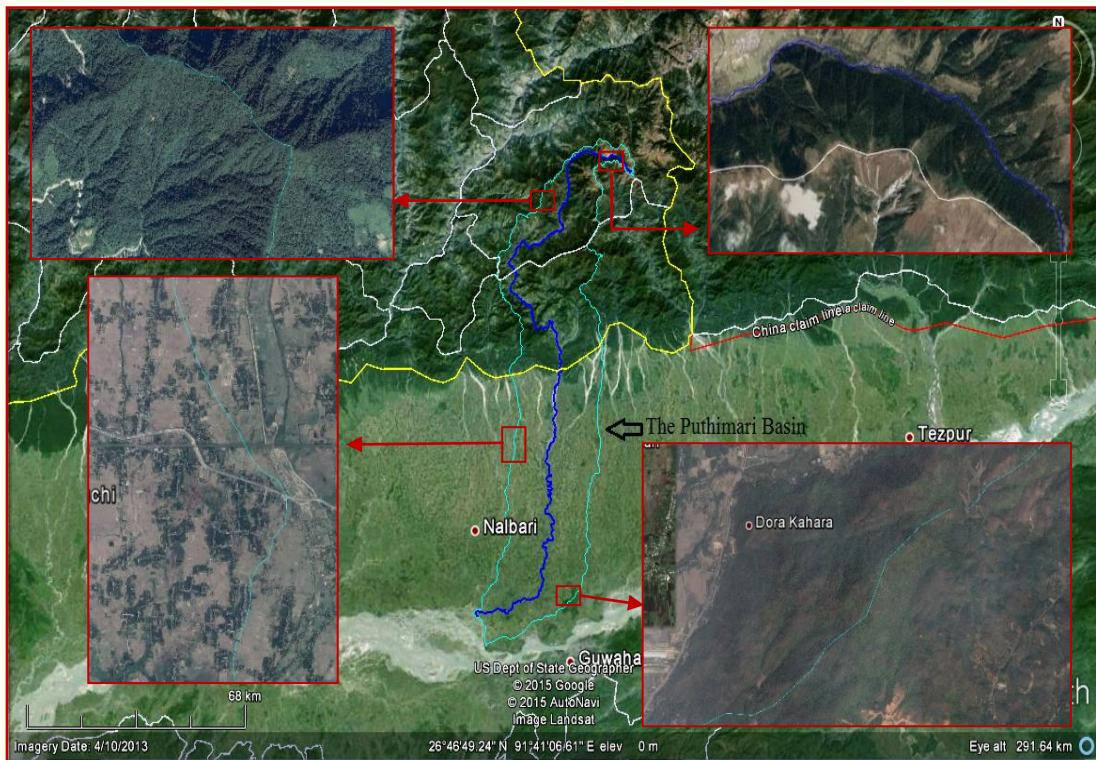 N
China claim line
a claim line
The Puthimari Basin
Tezpur
chi
Nalbari
Dora Kahara
Guwaha
US Dept of State Geographer
© 2015 Google
© 2015 AutoNavi
Image Landsat
68 km
Imagery Date: 4/10/2013
26°46'49.24" N 91°41'06.61" E elev 0 m
Eye alt 291.64 km